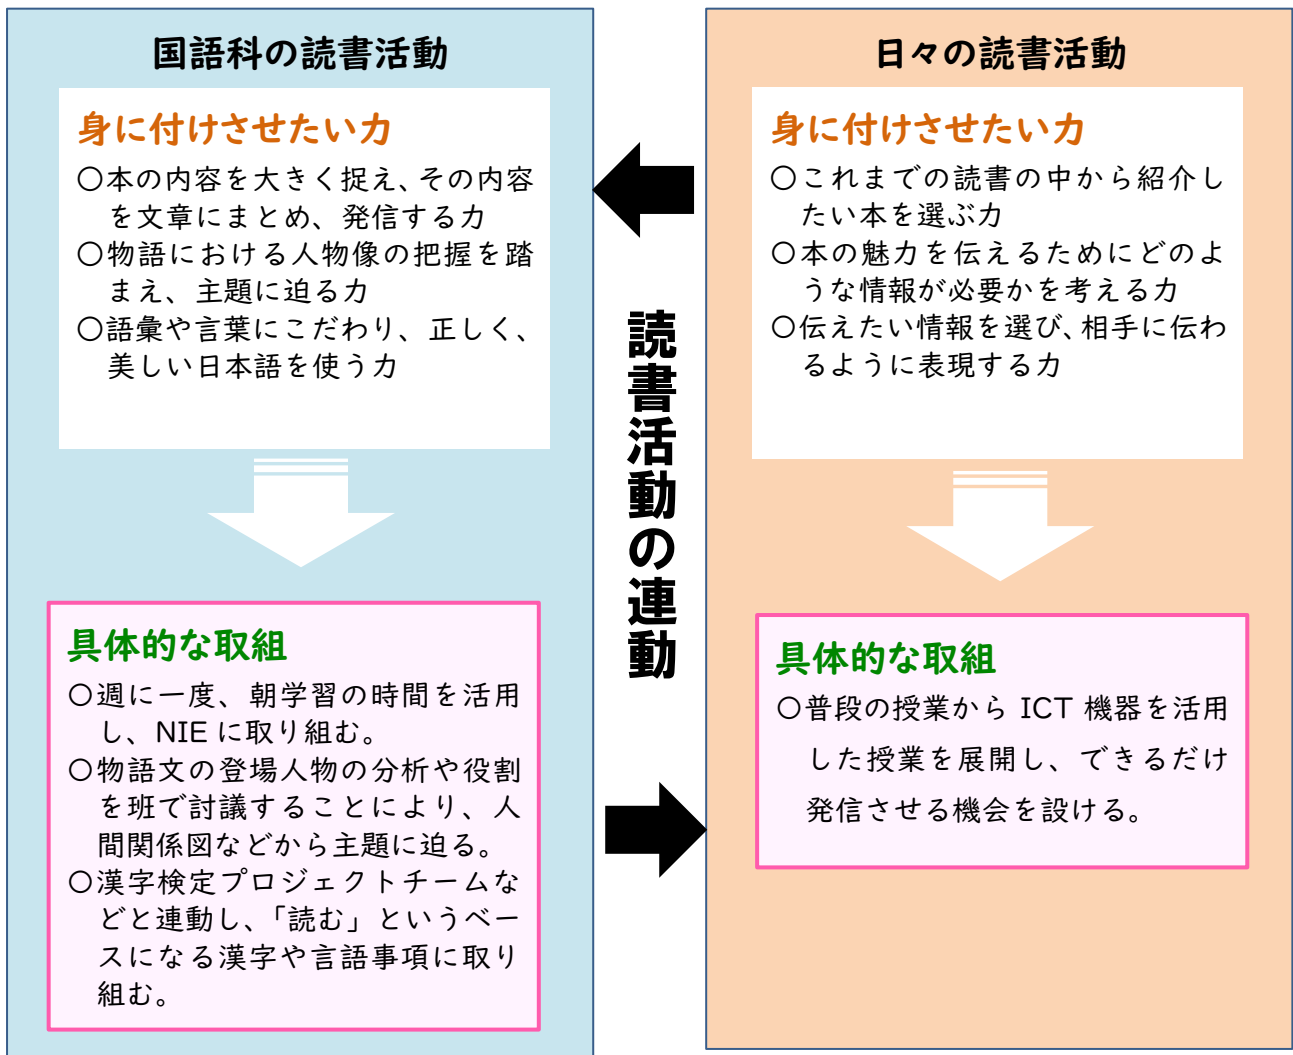 国語科の読書活動
身に付けさせたい力
〇本の内容を大きく捉え、その内容
を文章にまとめ、発信する力
〇物語における人物像の把握を踏
まえ、主題に迫る力
〇語彙や言葉にこだわり、正しく、
美しい日本語を使う力
具体的な取組
〇週に一度、朝学習の時間を活用
し、NIE に取り組む。
〇物語文の登場人物の分析や役割
を班で討議することにより、人
間関係図などから主題に迫る。
〇漢字検定プロジェクトチームな
どと連動し、「読む」というベー
スになる漢字や言語事項に取り
組む。
読書活動の連動
日々の読書活動
身に付けさせたい力
〇これまでの読書の中から紹介し
たい本を選ぶ力
〇本の魅力を伝えるためにどのよ
うな情報が必要かを考える力
〇伝えたい情報を選び、相手に伝わ
るように表現する力
具体的な取組
〇普段の授業から ICT 機器を活用
した授業を展開し、できるだけ
発信させる機会を設ける。